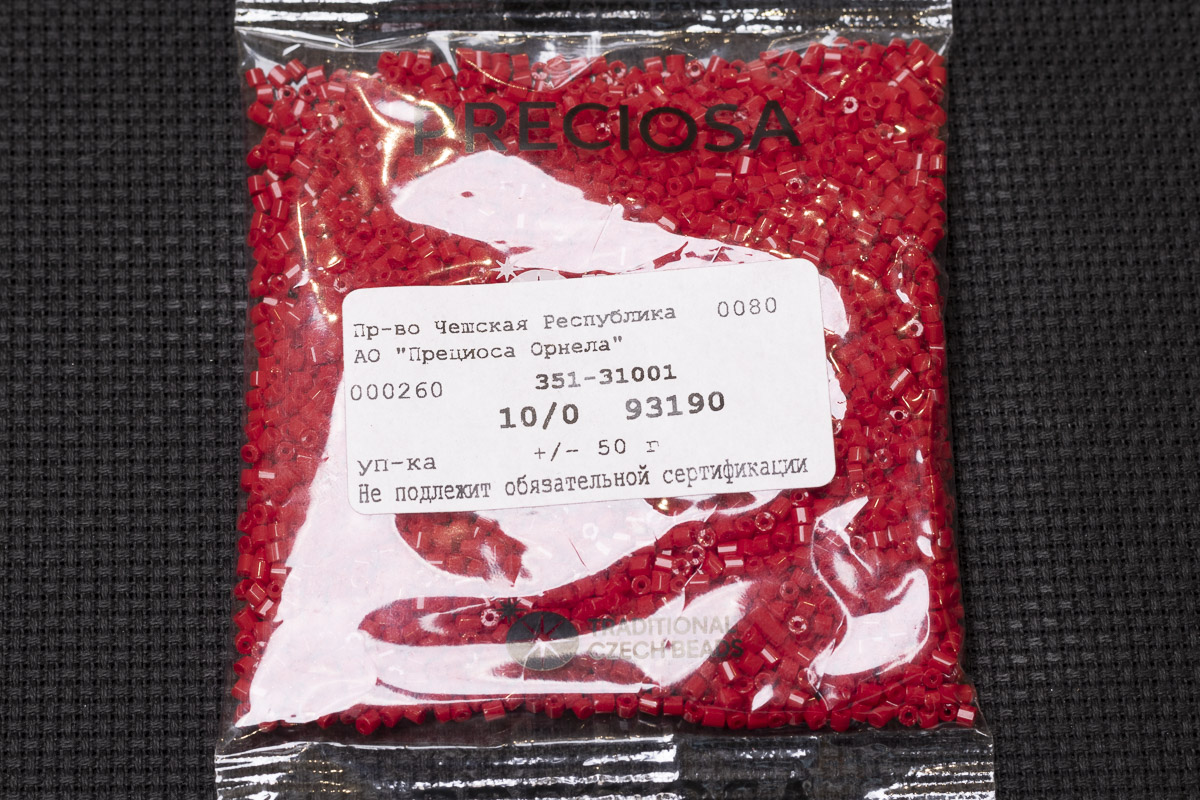 PRECIOSA
Пр-во Чешская Республика 0080
АО "Прециоса Орнела"
000260 351-31001
10/0 93190
+/- 50 г
уп-ка
Не подлежит обязательной сертификации
TRADITIONAL
CZECH BEADS